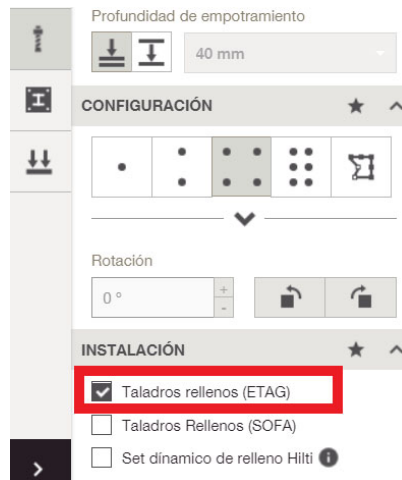 Profundidad de empotramiento
40 mm
CONFIGURACIÓN
Rotación
0 °
+
-
INSTALACIÓN
Taladros rellenos (ETAG)
Taladros Rellenos (SOFA)
Set dínamico de relleno Hilti i